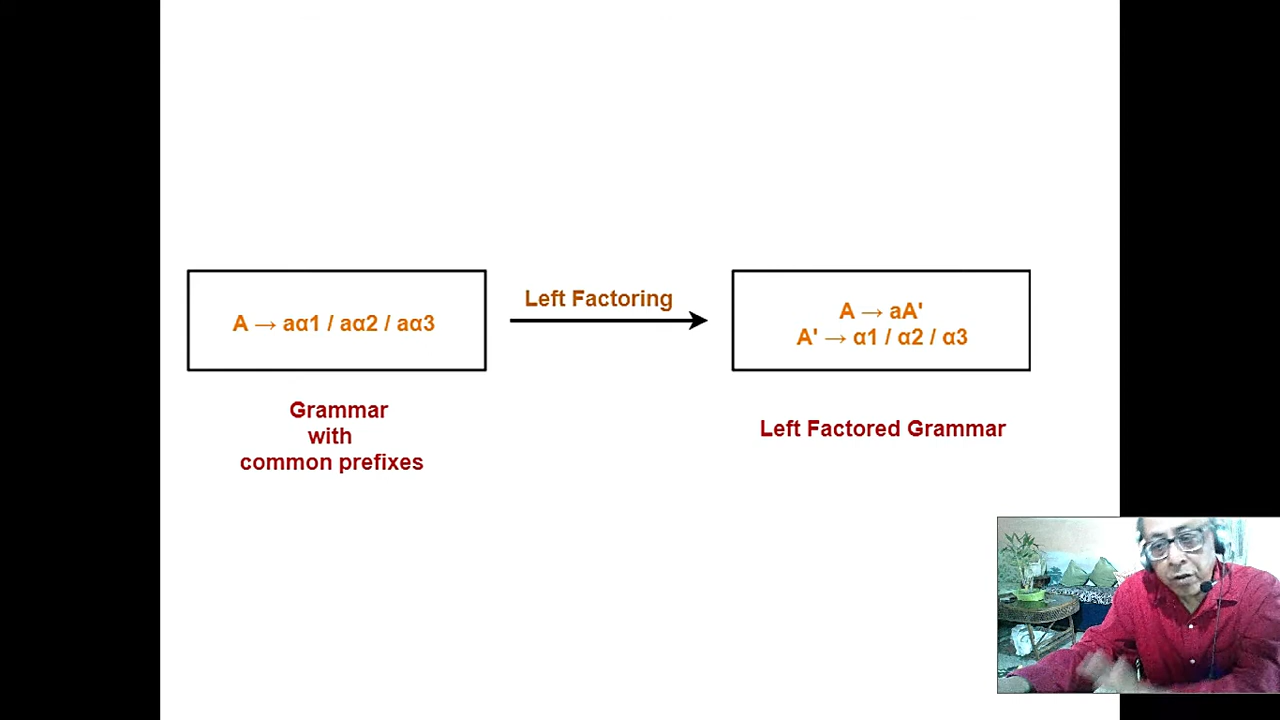 A → aα1 / aα2 / aα3
Grammar
with
common prefixes
Left Factoring
A → aA'
A' → α1 / α2 / α3
Left Factored Grammar